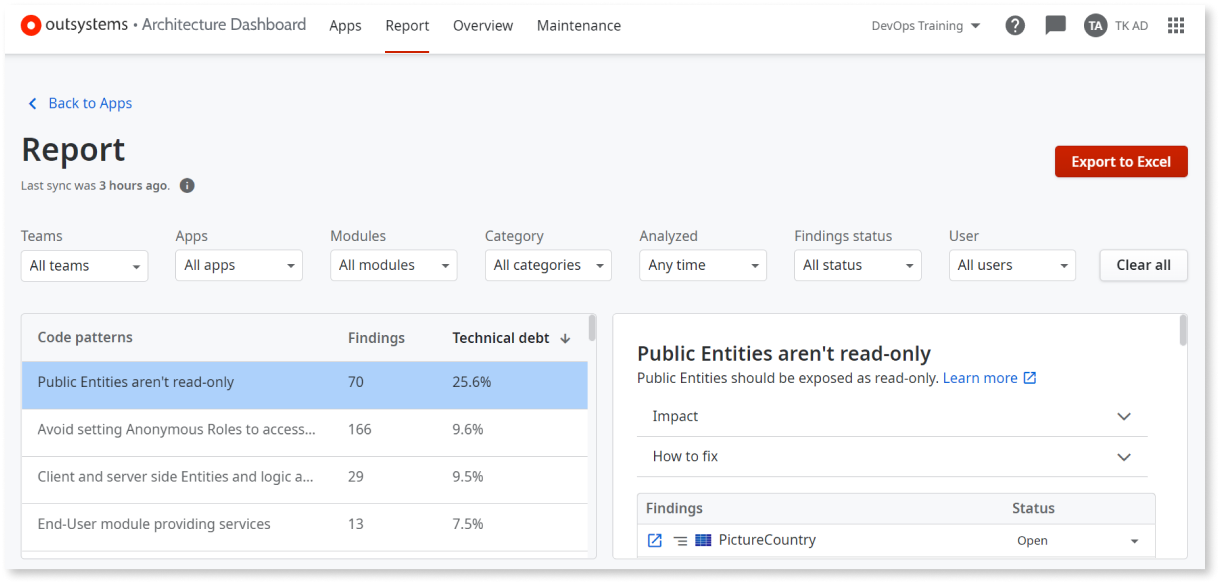 outsystems • Architecture Dashboard Apps Report Overview Maintenance DevOps Training ? TA TK AD
Back to Apps
Report
Export to Excel
Last sync was 3 hours ago. i
Teams Apps Modules Category Analyzed Findings status User
All teams All apps All modules All categories Any time All status All users Clear all
Code patterns Findings Technical debt
Public Entities aren't read-only 70 25.6%
Avoid setting Anonymous Roles to access... 166 9.6%
Client and server side Entities and logic a... 29 9.5%
End-User module providing services 13 7.5%
Public Entities aren't read-only
Public Entities should be exposed as read-only. Learn more
Impact
How to fix
Findings Status
PictureCountry Open